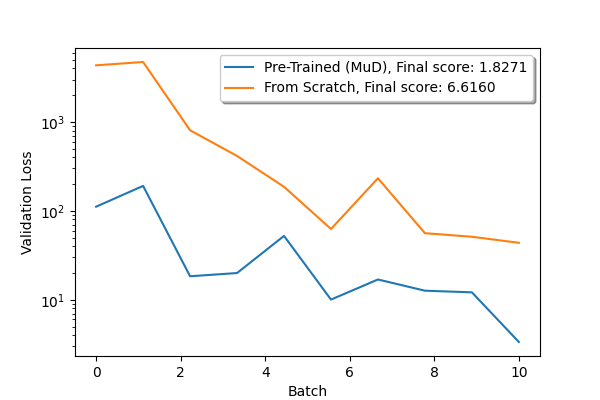 Pre-Trained (MuD), Final score: 1.8271
From Scratch, Final score: 6.6160
10³
10²
10¹
Validation Loss
0 2 4 6 8 10
Batch